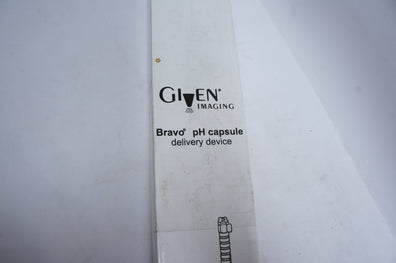 GIVEN®
IMAGING
Bravo® pH capsule
delivery device